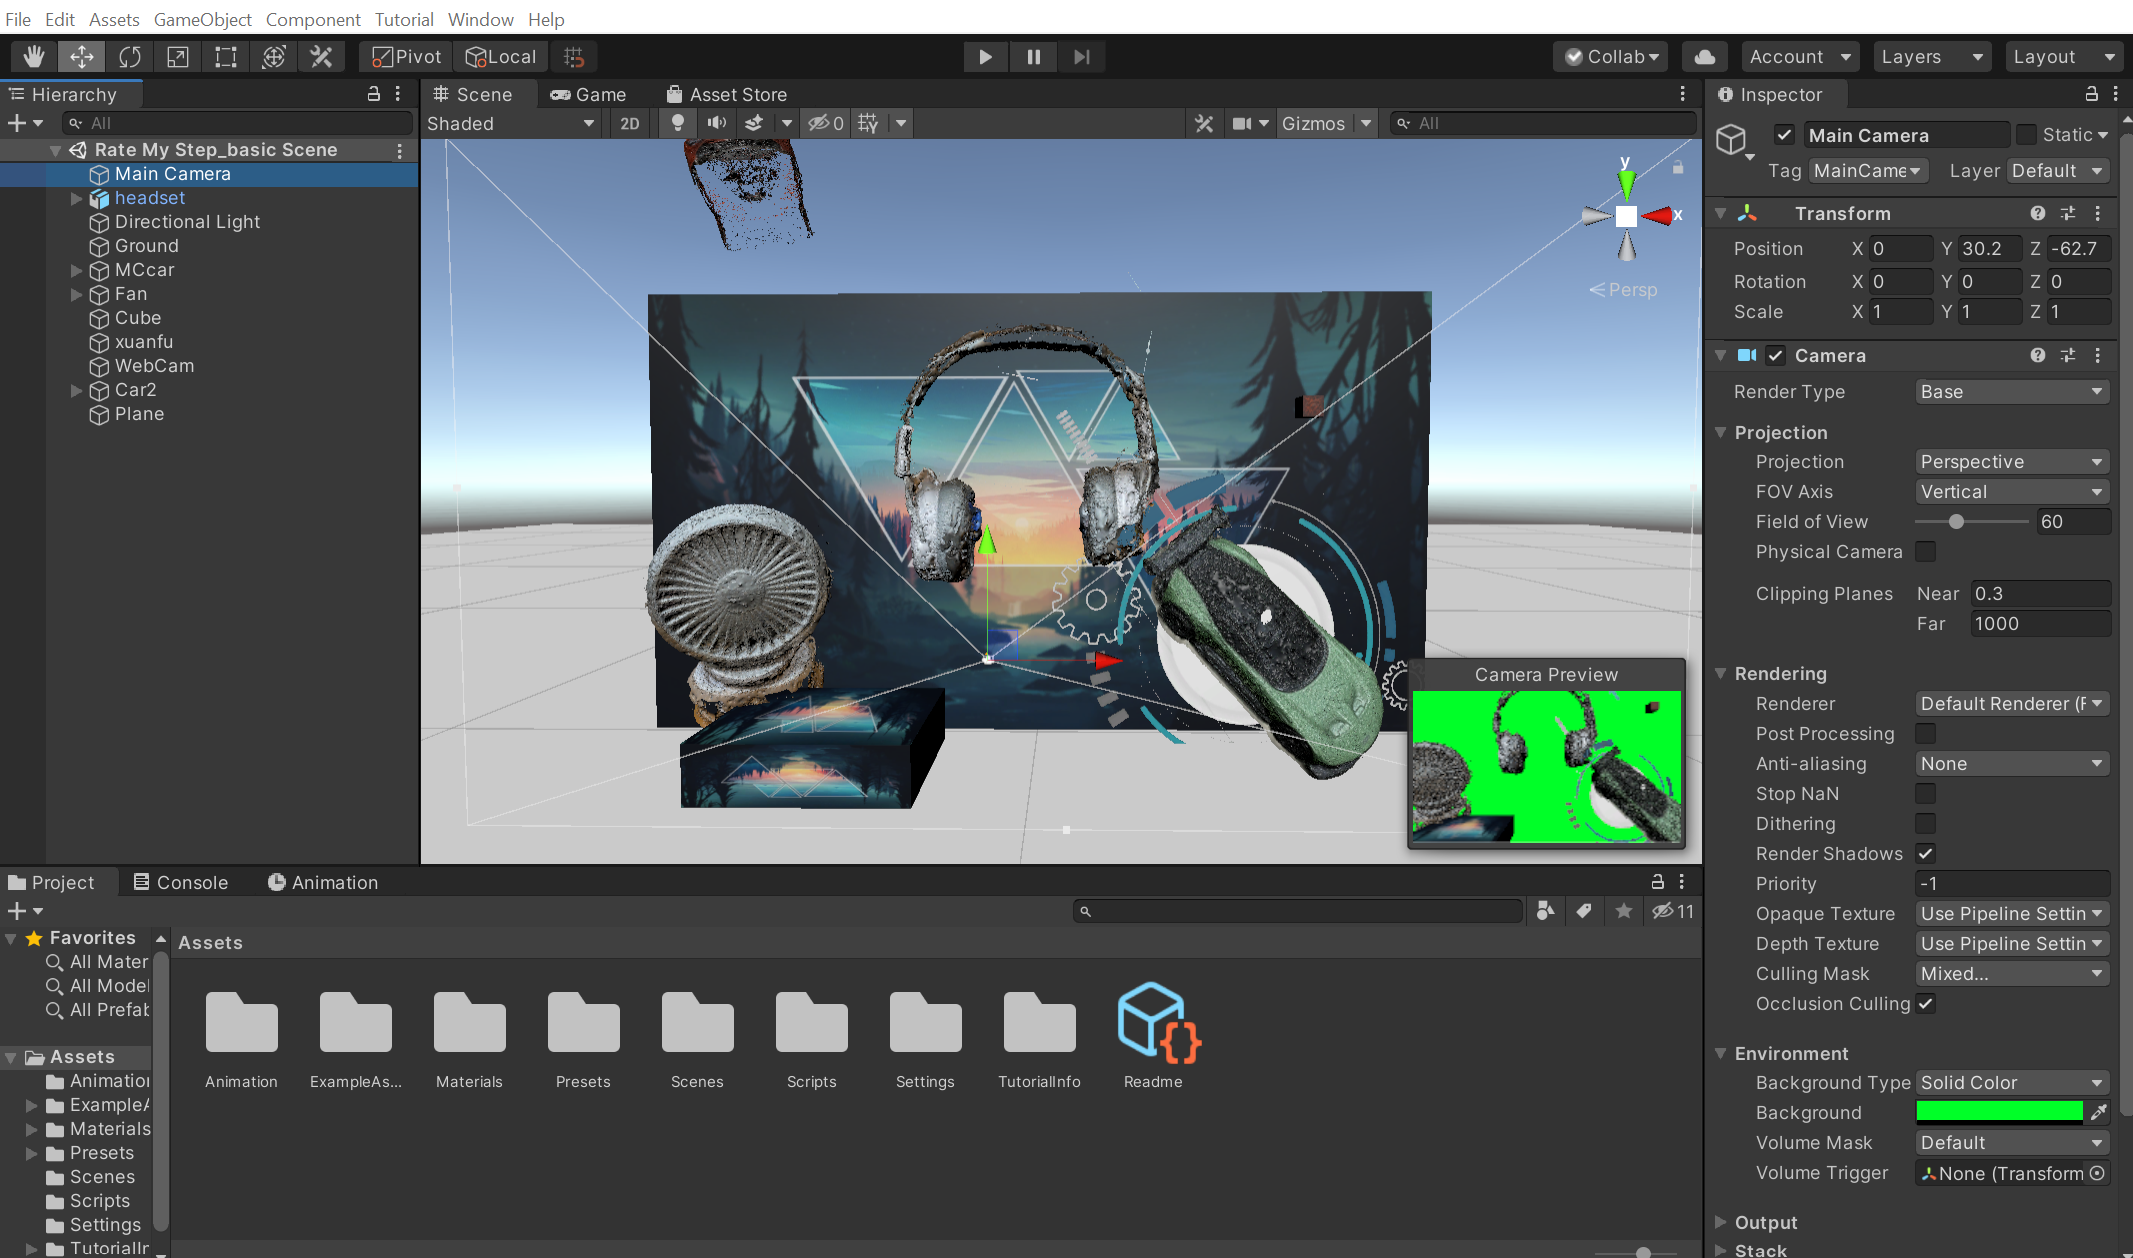 File Edit Assets GameObject Component Tutorial Window Help
Pivot Local Collab Account Layers Layout
Hierarchy
All
Rate My Step_basic Scene
Main Camera
headset
Directional Light
Ground
MCcar
Fan
Cube
xuanfu
WebCam
Car2
Plane
Scene Game Asset Store
Shaded 2D 0 Gizmos All
y
x
Persp
Camera Preview
Inspector
Main Camera Static
Tag MainCame Layer Default
Transform
Position X 0 Y 30.2 Z -62.7
Rotation X 0 Y 0 Z 0
Scale X 1 Y 1 Z 1
Camera
Render Type Base
Projection
Projection Perspective
FOV Axis Vertical
Field of View 60
Physical Camera
Clipping Planes Near 0.3
Far 1000
Rendering
Renderer Default Renderer (F
Post Processing
Anti-aliasing None
Stop NaN
Dithering
Render Shadows
Priority -1
Opaque Texture Use Pipeline Settin
Depth Texture Use Pipeline Settin
Culling Mask Mixed...
Occlusion Culling
Environment
Background Type Solid Color
Background
Volume Mask Default
Volume Trigger None (Transform
Output
Stack
Project Console Animation
11
Favorites
All Mater
All Model
All Prefab
Assets
Animation
ExampleA
Materials
Presets
Scenes
Scripts
Settings
TutorialIn
Assets
Animation ExampleAs... Materials Presets Scenes Scripts Settings TutorialInfo Readme